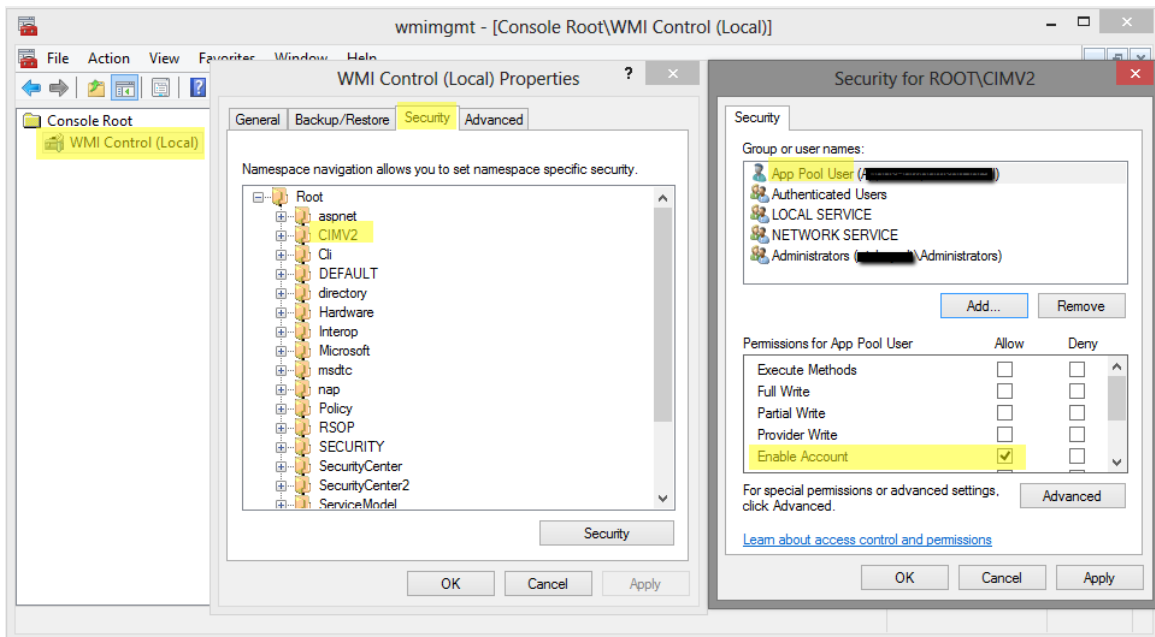 wmimgmt - [Console Root\WMI Control (Local)]
File Action View Favorites Window Help
Console Root
WMI Control (Local)
WMI Control (Local) Properties
?
General Backup/Restore Security Advanced
Namespace navigation allows you to set namespace specific security.
Root
aspnet
CIMV2
Cli
DEFAULT
directory
Hardware
Interop
Microsoft
msdtc
nap
Policy
RSOP
SECURITY
SecurityCenter
SecurityCenter2
ServiceModel
Security
OK Cancel Apply
Security for ROOT\CIMV2
Security
Group or user names:
App Pool User (
Authenticated Users
LOCAL SERVICE
NETWORK SERVICE
Administrators ( \Administrators)
Add... Remove
Permissions for App Pool User Allow Deny
Execute Methods
Full Write
Partial Write
Provider Write
Enable Account
For special permissions or advanced settings,
click Advanced.
Advanced
Learn about access control and permissions
OK Cancel Apply